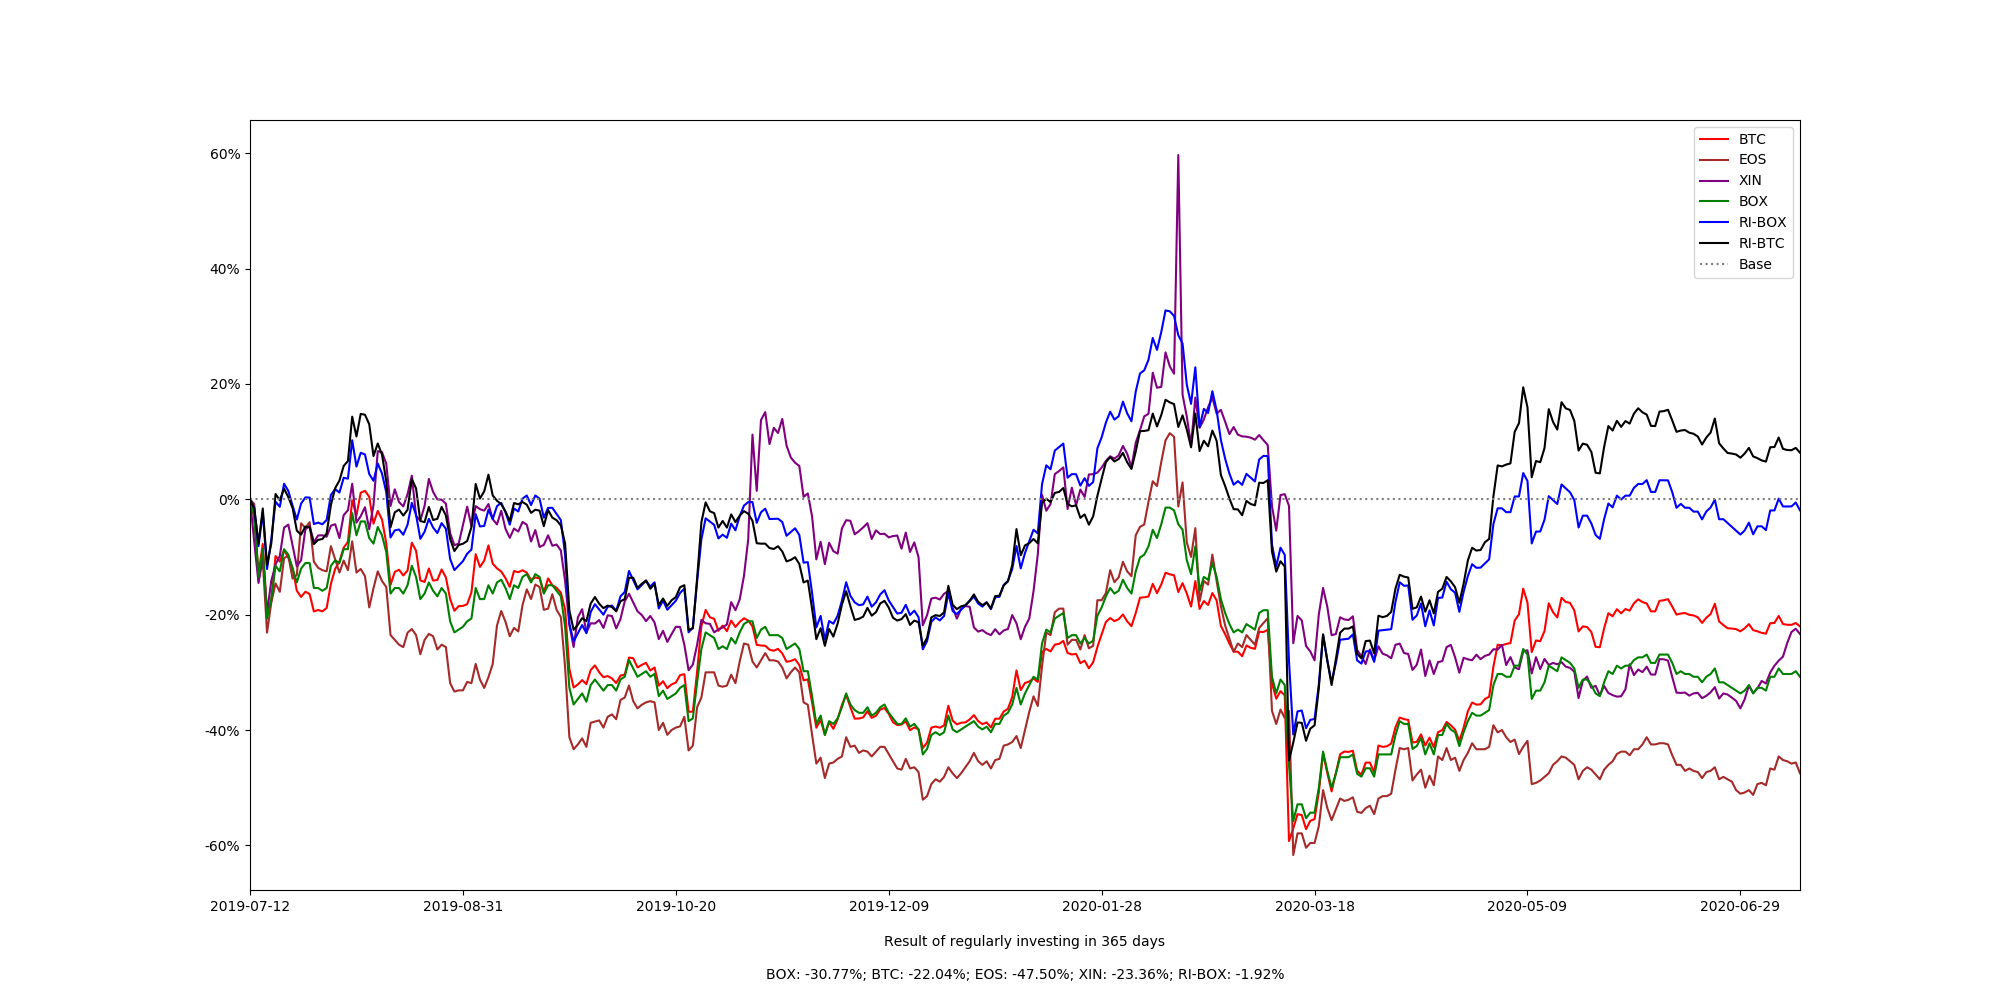 60%
40%
20%
0%
-20%
-40%
-60%
BTC
EOS
XIN
BOX
RI-BOX
RI-BTC
Base
2019-07-12 2019-08-31 2019-10-20 2019-12-09 2020-01-28 2020-03-18 2020-05-09 2020-06-29
Result of regularly investing in 365 days
BOX: -30.77%; BTC: -22.04%; EOS: -47.50%; XIN: -23.36%; RI-BOX: -1.92%